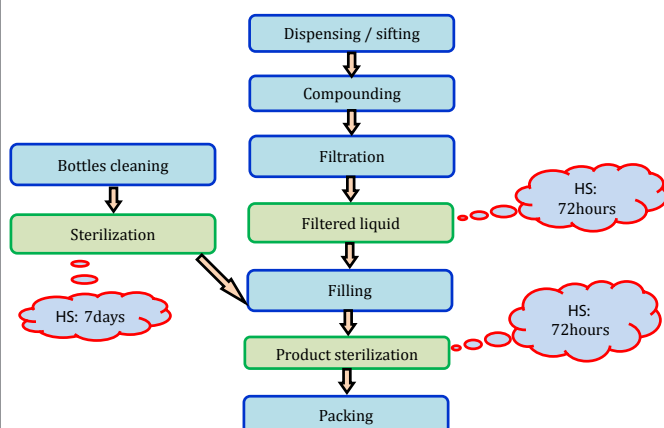 Dispensing / sifting
Compounding
Filtration
Bottles cleaning
HS:
72hours
Filtered liquid
Sterilization
Filling
HS: 7days
HS:
72hours
Product sterilization
Packing